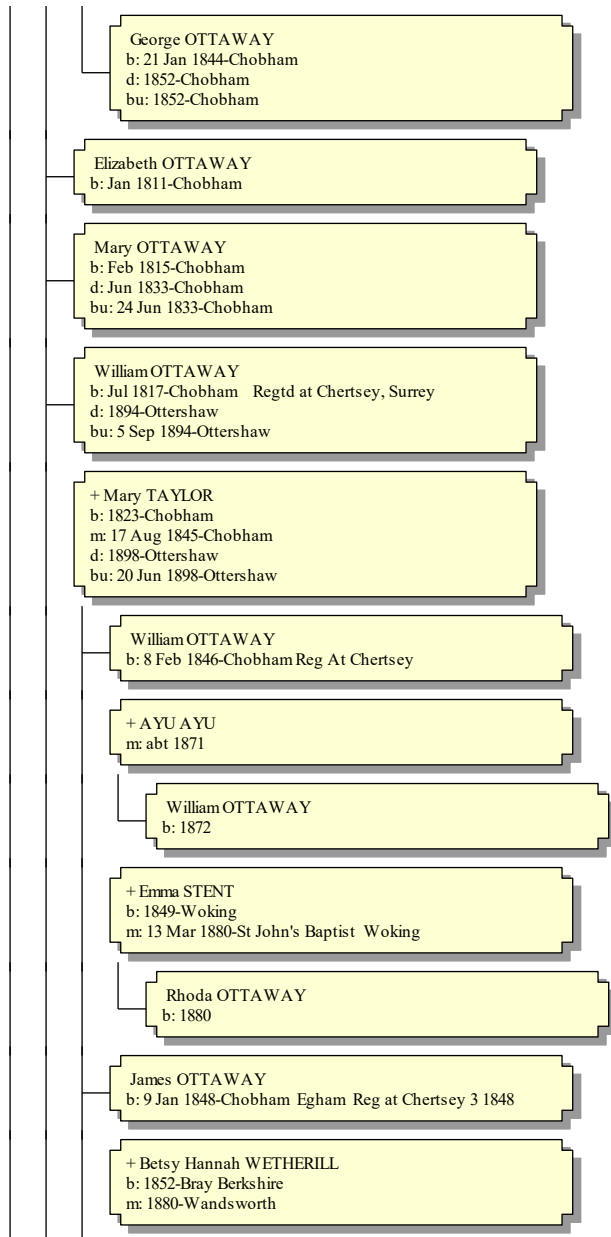 George OTTAWAY
b: 21 Jan 1844-Chobham
d: 1852-Chobham
bu: 1852-Chobham
Elizabeth OTTAWAY
b: Jan 1811-Chobham
Mary OTTAWAY
b: Feb 1815-Chobham
d: Jun 1833-Chobham
bu: 24 Jun 1833-Chobham
William OTTAWAY
b: Jul 1817-Chobham Regtd at Chertsey, Surrey
d: 1894-Ottershaw
bu: 5 Sep 1894-Ottershaw
+ Mary TAYLOR
b: 1823-Chobham
m: 17 Aug 1845-Chobham
d: 1898-Ottershaw
bu: 20 Jun 1898-Ottershaw
William OTTAWAY
b: 8 Feb 1846-Chobham Reg At Chertsey
+ AYU AYU
m: abt 1871
William OTTAWAY
b: 1872
+ Emma STENT
b: 1849-Woking
m: 13 Mar 1880-St John's Baptist Woking
Rhoda OTTAWAY
b: 1880
James OTTAWAY
b: 9 Jan 1848-Chobham Egham Reg at Chertsey 3 1848
+ Betsy Hannah WETHERILL
b: 1852-Bray Berkshire
m: 1880-Wandsworth